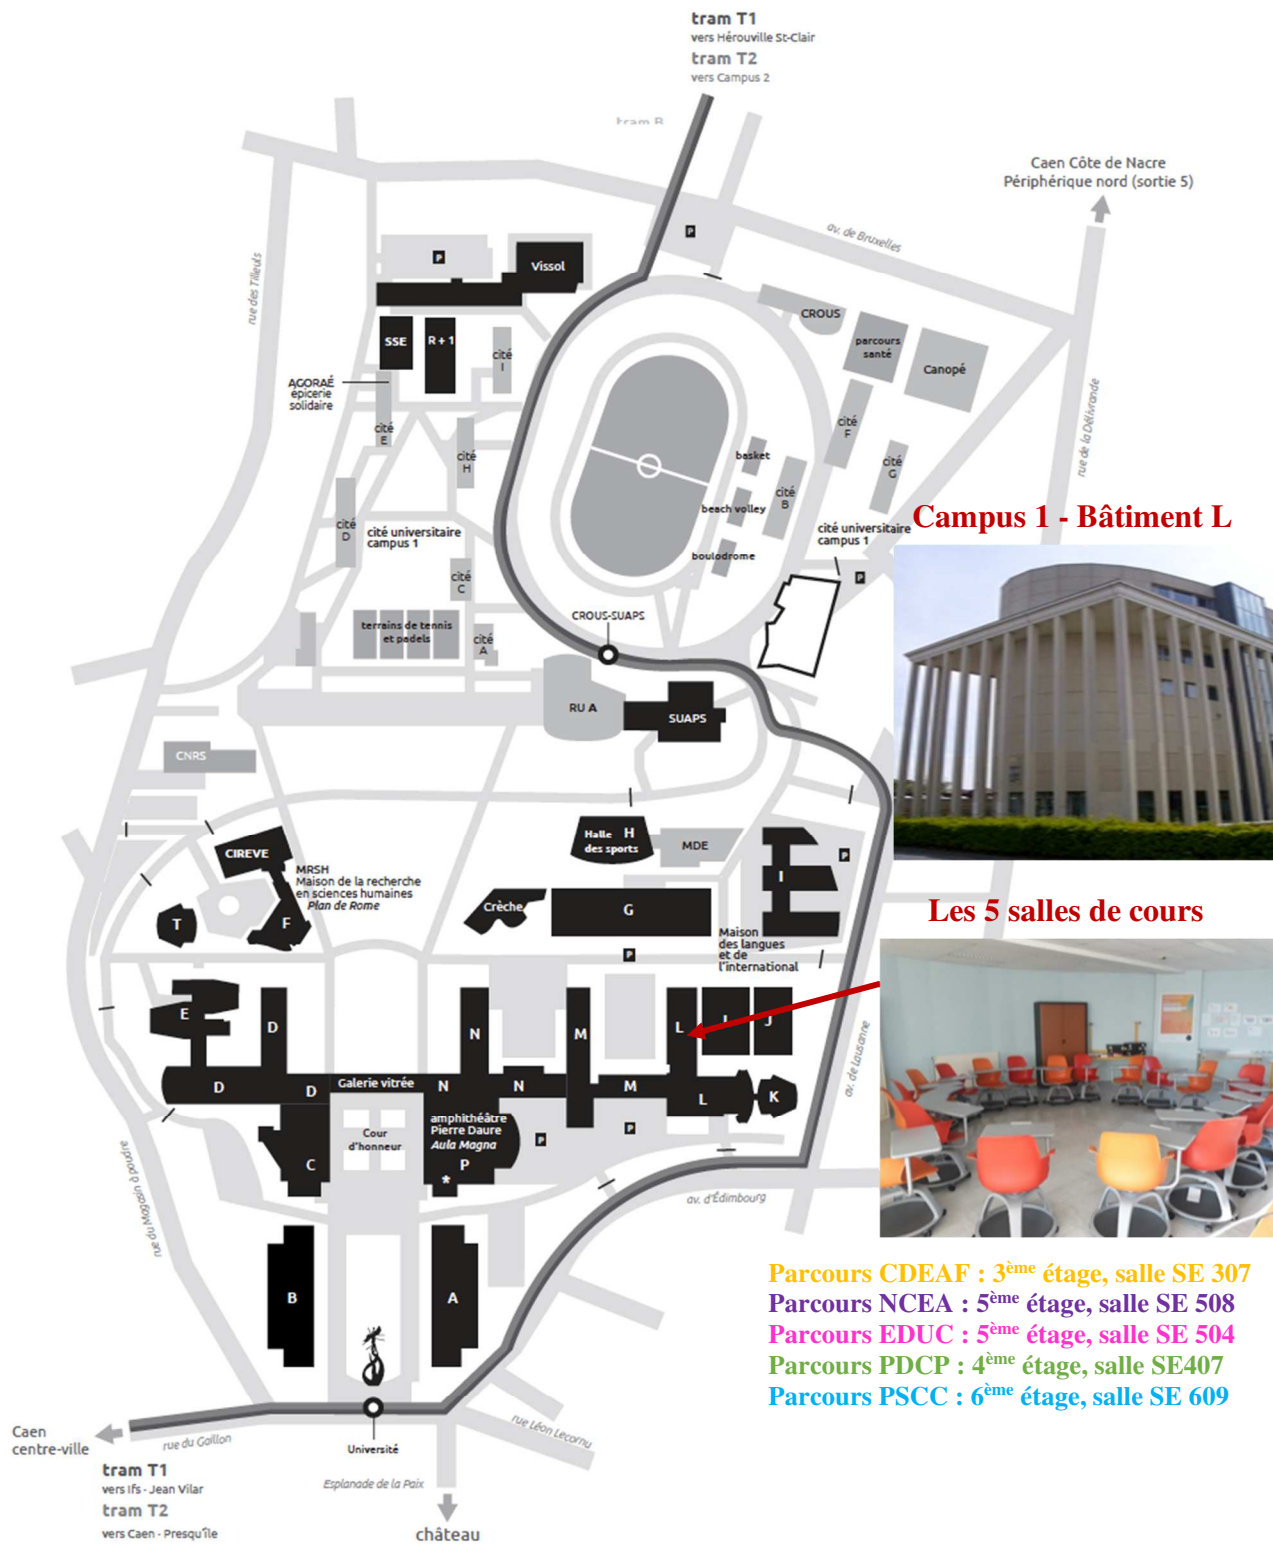 tram T1
vers Hérouville St-Clair
tram T2
vers Campus 2
tram B
Caen Côte de Nacre
Périphérique nord (sortie 5)
av. de Bruxelles
rue des Tilleuls
P
P
Vissol
CROUS
SSE
R + 1
cité
I
parcours
santé
Canopé
AGORAÉ
épicerie
solidaire
cité
E
cité
F
rue de la Délivrande
cité
H
basket
cité
G
cité
B
cité
D
beach volley
cité universitaire
campus 1
cité universitaire
campus 1
Campus 1 - Bâtiment L
boulodrome
P
cité
C
CROUS-SUAPS
terrains de tennis
et padels
cité
A
RU A
SUAPS
CNRS
Halle H
des sports
MDE
CIREVE
P
MRSH
Maison de la recherche
en sciences humaines
Plan de Rome
I
Crèche
G
Les 5 salles de cours
T
F
Maison
des langues
et de
l'international
P
E
D
N
M
L
J
av. de Lausanne
D
D
Galerie vitrée
N
N
M
L
K
amphithéâtre
Pierre Daure
Aula Magna
Cour
d'honneur
P
P
C
P
*
av. d'Édimbourg
rue du Magasin à poudre
B
A
Parcours CDEAF : 3ème étage, salle SE 307
Parcours NCEA : 5ème étage, salle SE 508
Parcours EDUC : 5ème étage, salle SE 504
Parcours PDCP : 4ème étage, salle SE407
Parcours PSCC : 6ème étage, salle SE 609
Caen
centre-ville
rue du Gaillon
Université
rue Léon Lecornu
tram T1
vers Ifs - Jean Vilar
tram T2
vers Caen - Presqu'île
Esplanade de la Paix
château